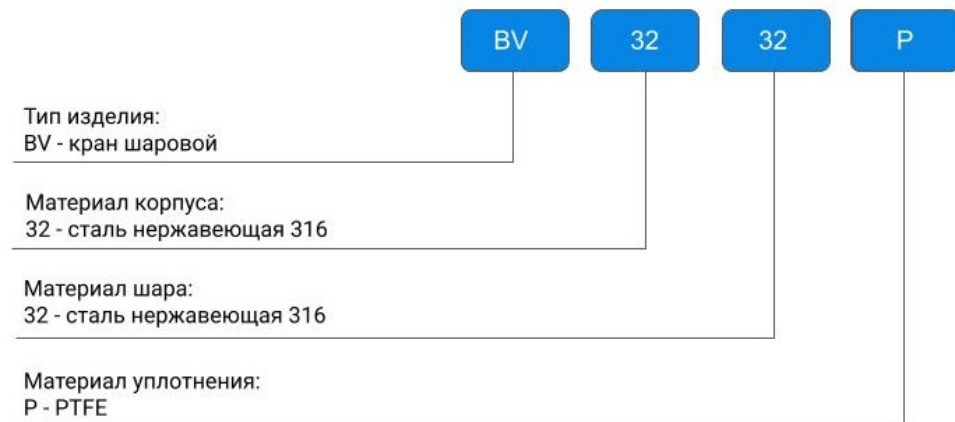 BV 32 32 P
Тип изделия:
BV - кран шаровой
Материал корпуса:
32 - сталь нержавеющая 316
Материал шара:
32 - сталь нержавеющая 316
Материал уплотнения:
P - PTFE